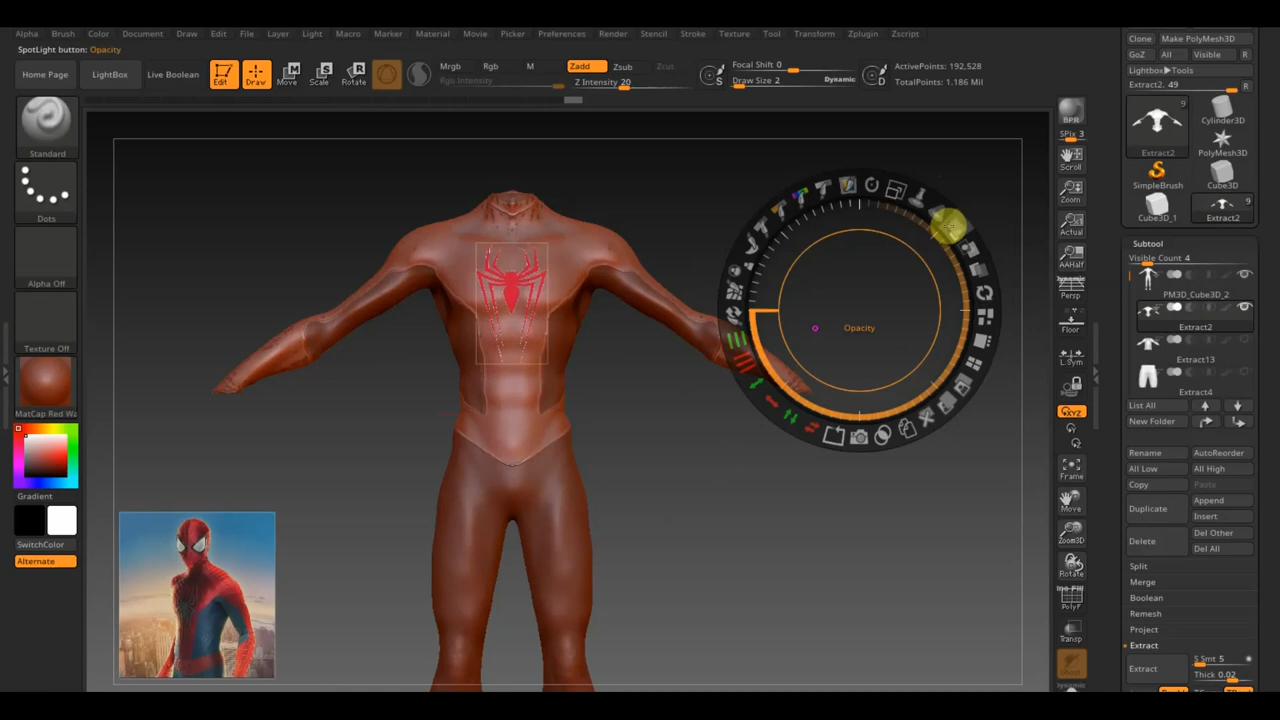 Alpha Brush Color Document Draw Edit File Layer Light Macro Marker Material Movie Picker Preferences Render Stencil Stroke Texture Tool Transform Zplugin Zscript
SpotLight button: Opacity
Home Page LightBox Live Boolean Edit Draw Move Scale Rotate
Mrgb Rgb M Zadd Zsub Zcut
Rgb Intensity Z Intensity 20
Focal Shift 0
Draw Size 2 Dynamic
S
D
ActivePoints: 192,528
TotalPoints: 1.186 Mil
Standard
Dots
Alpha Off
Texture Off
MatCap Red Wa
Gradient
SwitchColor
Alternate
Opacity
BPR
SPix 3
Scroll
Zoom
Actual
AAHalf
Dynamic
Persp
Floor
L.Sym
XYZ
Frame
Move
Zoom3D
Rotate
PolyF
Transp
Dynamic
Clone Make PolyMesh3D
GoZ All Visible R
Lightbox▶Tools
Extract2. 49 R
9
Extract2
Cylinder3D
PolyMesh3D
SimpleBrush
Cube3D
Cube3D_1
9
Extract2
Subtool
Visible Count 4
PM3D_Cube3D_2
Extract2
Extract13
Extract4
List All
New Folder
Rename AutoReorder
All Low All High
Copy Paste
Duplicate Append
Insert
Delete Del Other
Del All
Split
Merge
Boolean
Remesh
Project
Extract
Extract S Smt 5
Thick 0.02